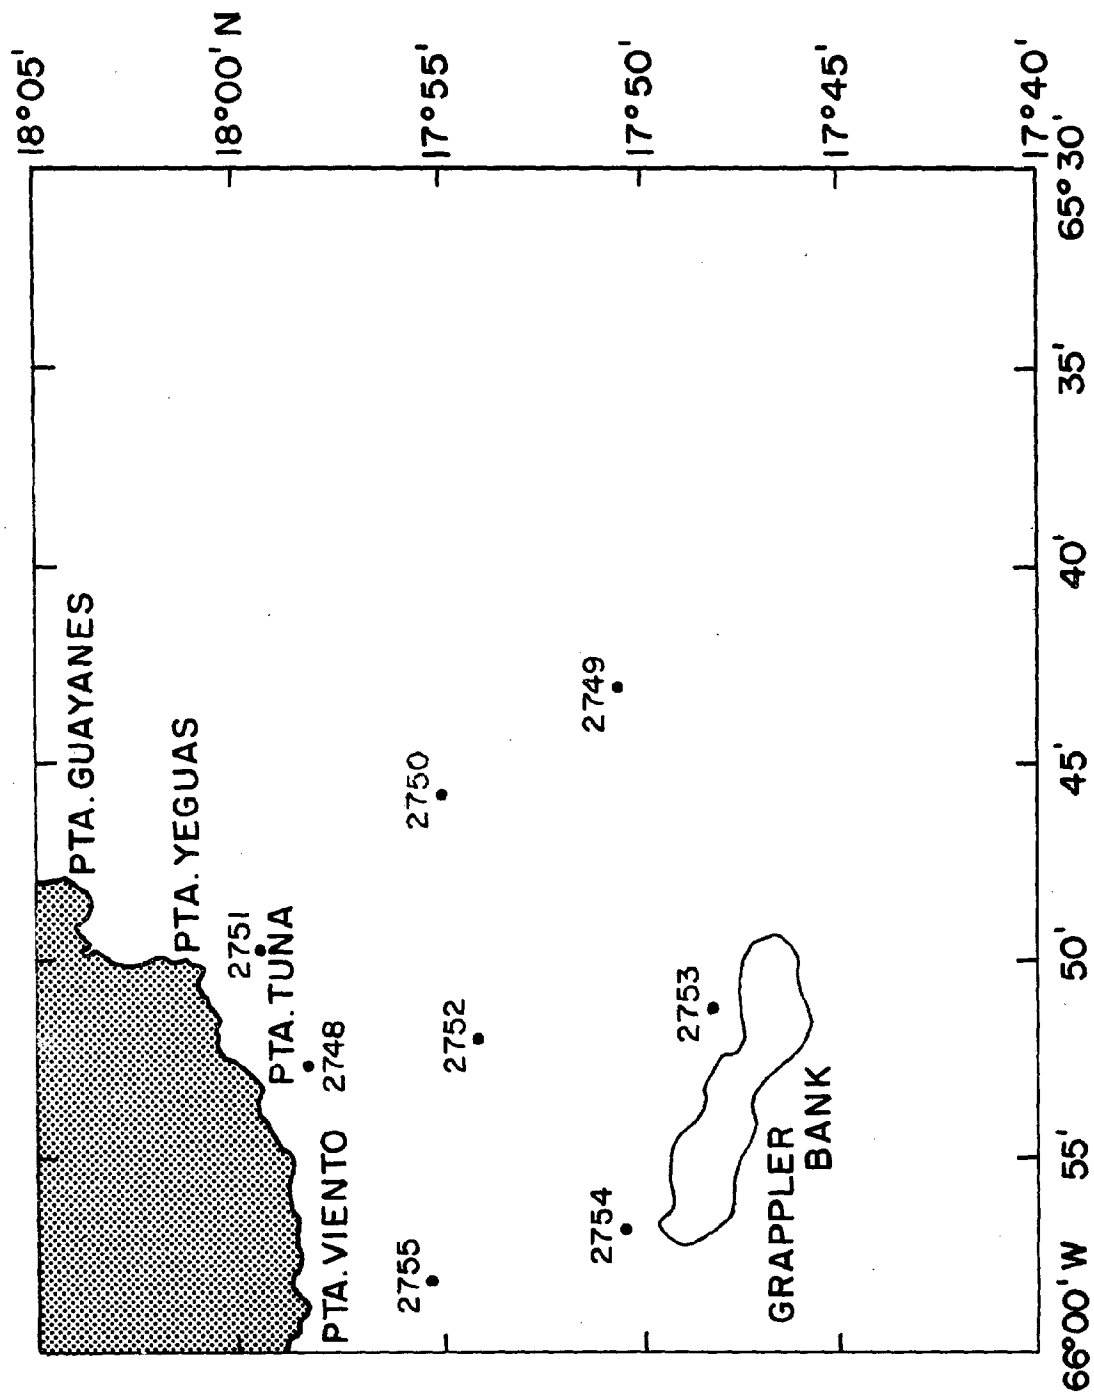 PTA. GUAYANES
PTA. YEGUAS
2751
PTA. TUNA
2748
PTA. VIENTO
2755
2750
2752
2749
2754
2753
GRAPPLER
BANK
18°05'
18°00' N
17°55'
17°50'
17°45'
17°40'
66°00' W
55'
50'
45'
40'
35'
65°30'